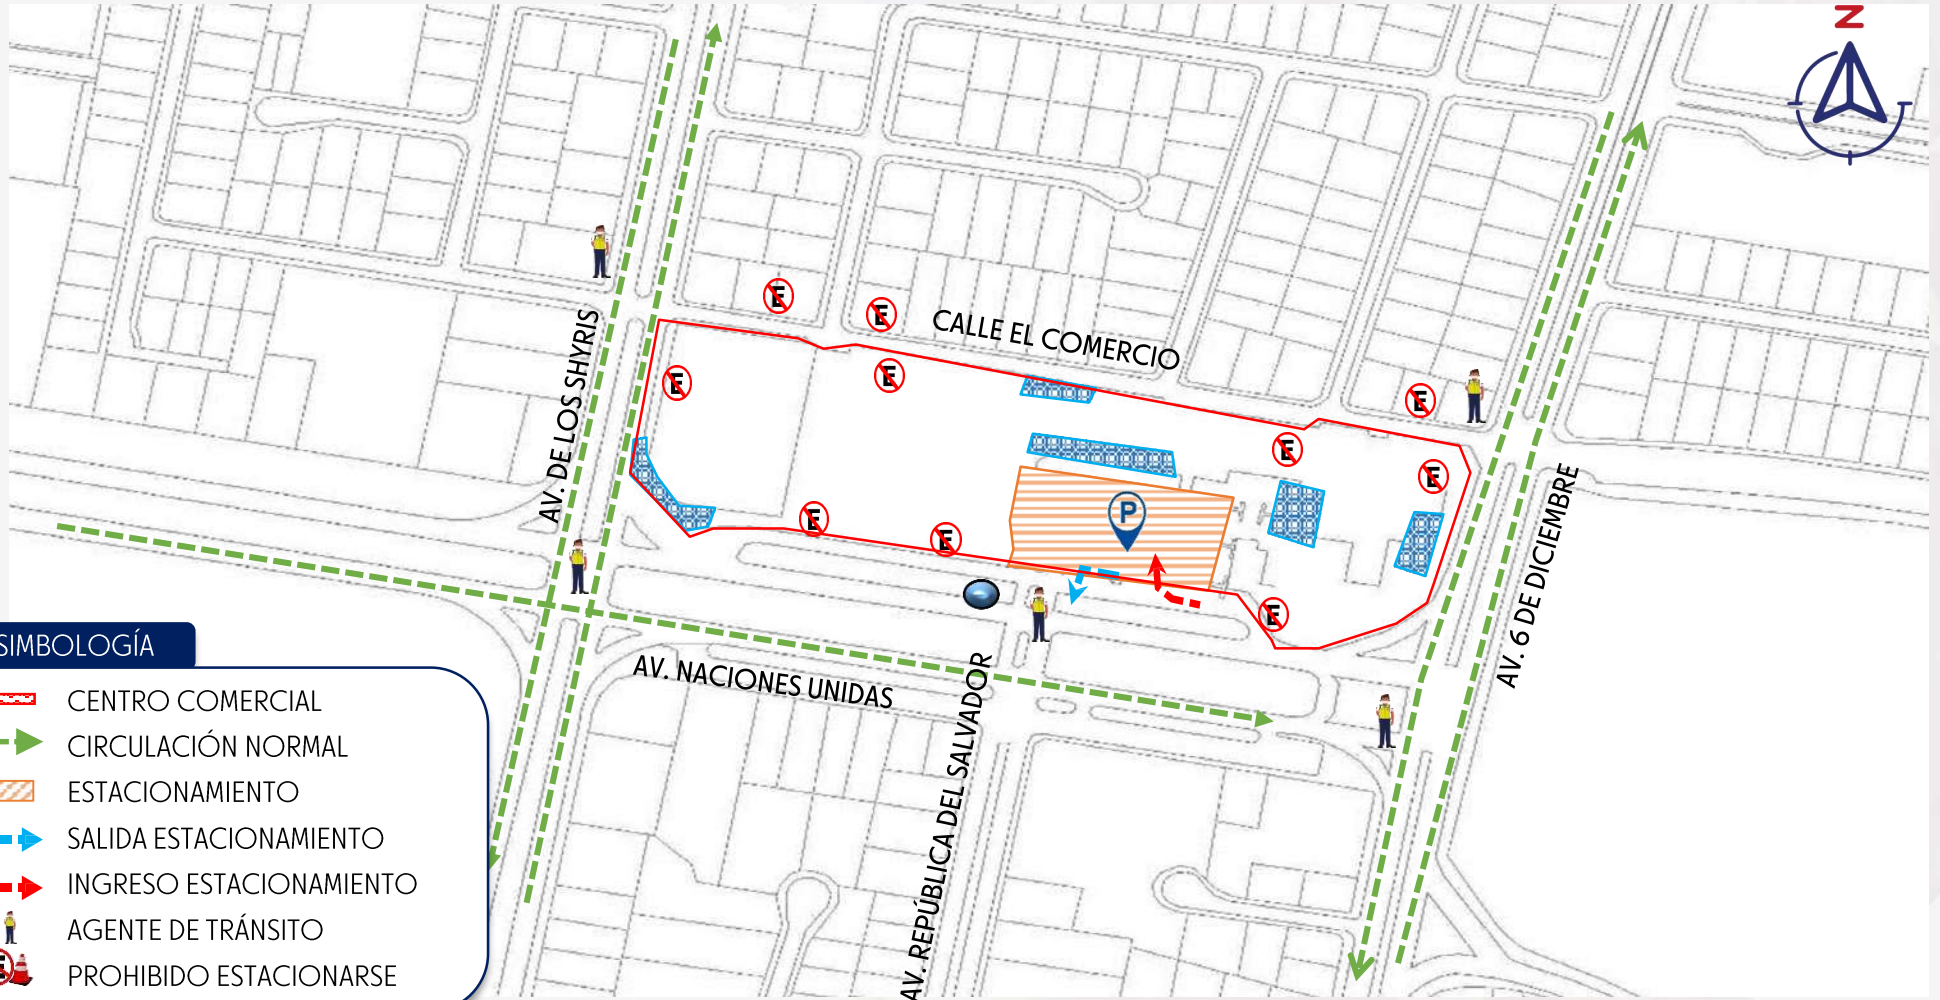 N
CALLE EL COMERCIO
AV. DE LOS SHYRIS
E
E
E
E
E
E
E
E
E
E
P
AV. 6 DE DICIEMBRE
AV. NACIONES UNIDAS
AV. REPÚBLICA DEL SALVADOR
SIMBOLOGÍA
CENTRO COMERCIAL
CIRCULACIÓN NORMAL
ESTACIONAMIENTO
SALIDA ESTACIONAMIENTO
INGRESO ESTACIONAMIENTO
AGENTE DE TRÁNSITO
E
PROHIBIDO ESTACIONARSE